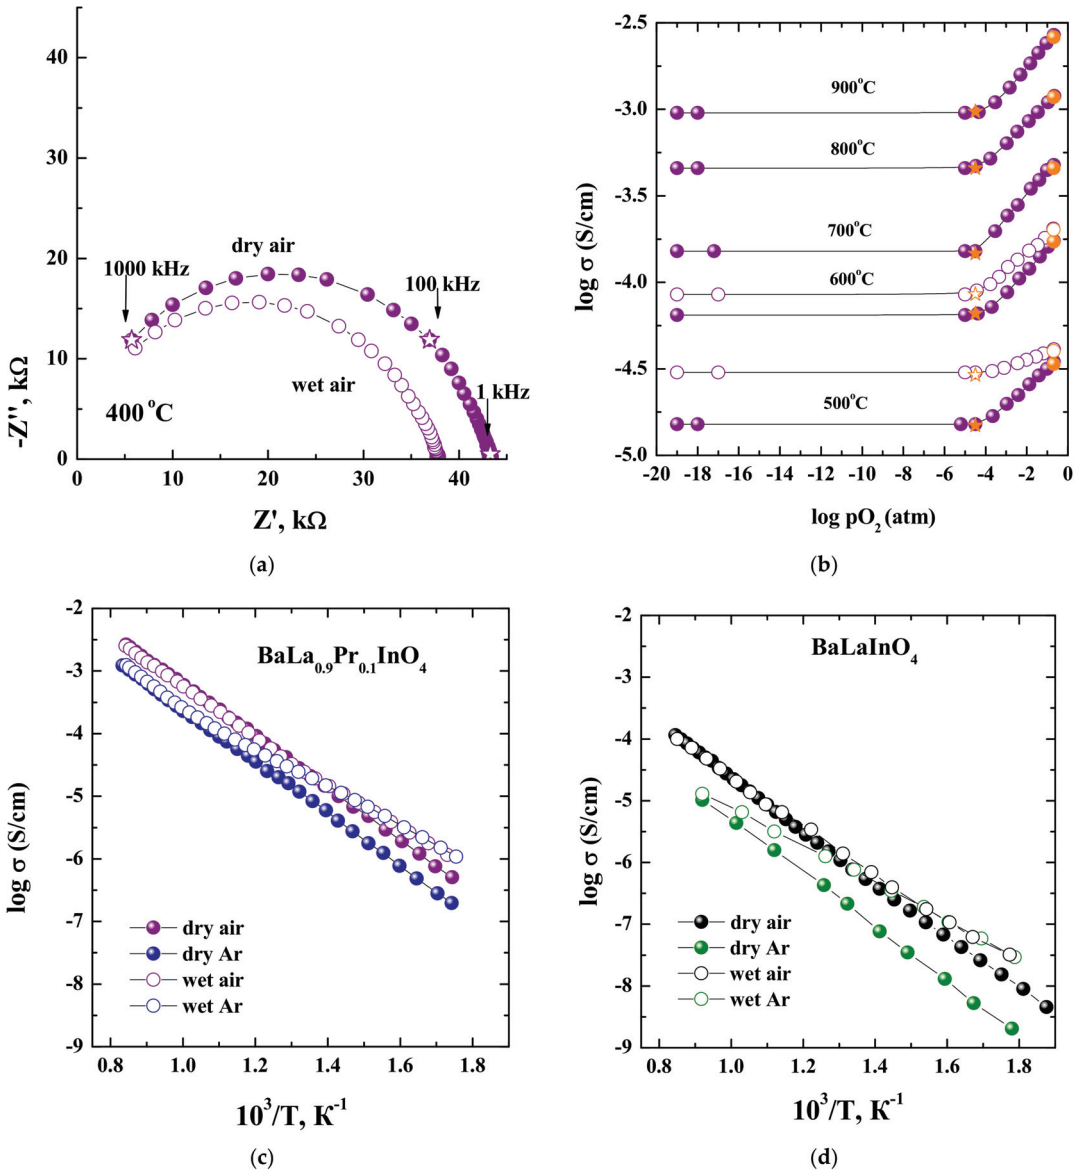 40
30
20
10
0
0
10
20
30
40
-Z'', kΩ
Z', kΩ
dry air
1000 kHz
100 kHz
wet air
1 kHz
400 °C
(a)
-2.5
-3.0
-3.5
-4.0
-4.5
-5.0
-20 -18 -16 -14 -12 -10 -8 -6 -4 -2 0
log σ (S/cm)
log pO2 (atm)
900°C
800°C
700°C
600°C
500°C
(b)
-2
-3
-4
-5
-6
-7
-8
-9
0.8 1.0 1.2 1.4 1.6 1.8
log σ (S/cm)
10³/T, K⁻¹
BaLa0.9Pr0.1InO4
dry air
dry Ar
wet air
wet Ar
(c)
-2
-3
-4
-5
-6
-7
-8
-9
0.8 1.0 1.2 1.4 1.6 1.8
log σ (S/cm)
10³/T, K⁻¹
BaLaInO4
dry air
dry Ar
wet air
wet Ar
(d)